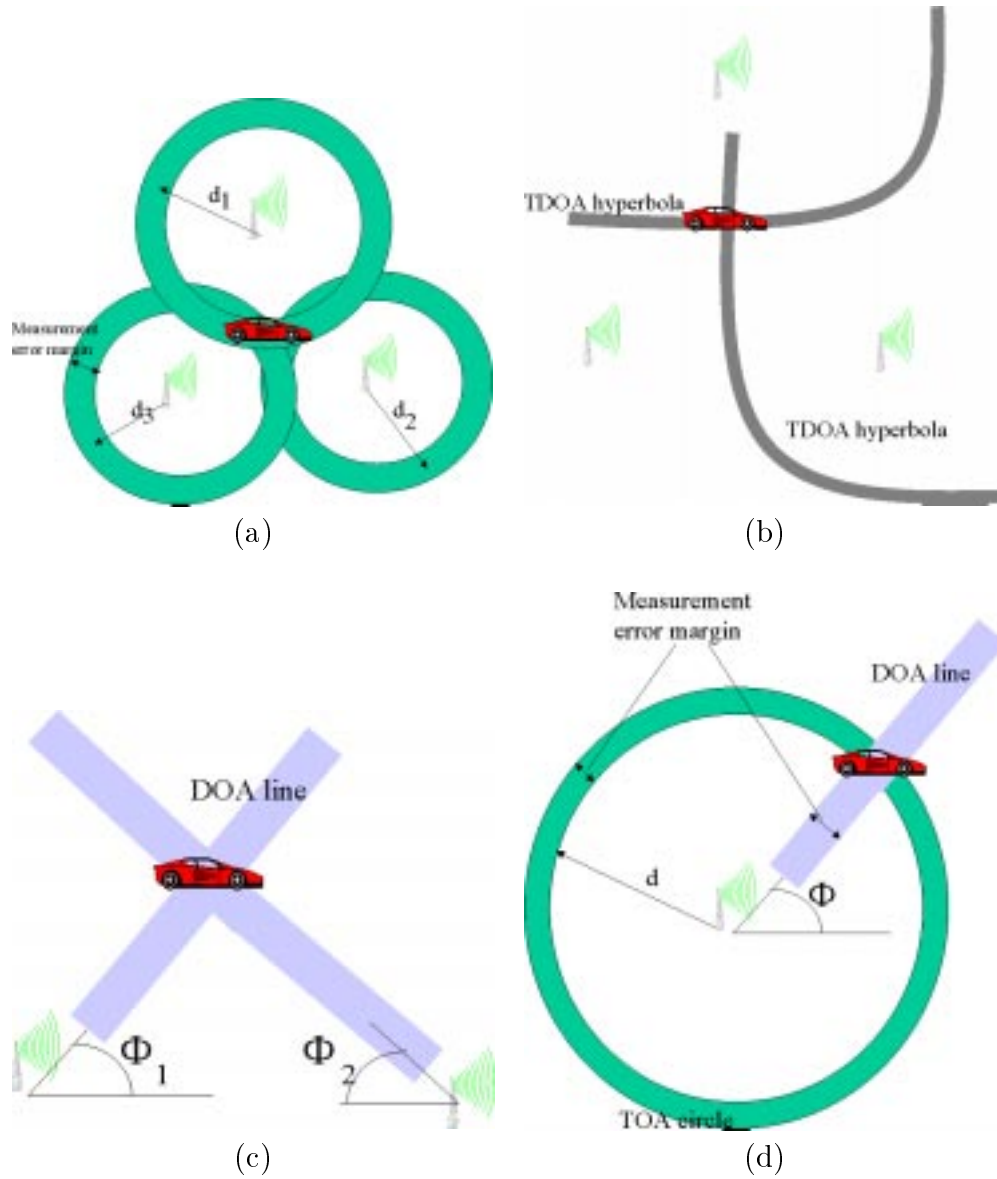 d1
Measurement
error margin
d3
d2
(a)
TDOA hyperbola
TDOA hyperbola
(b)
DOA line
Φ1
Φ2
(c)
Measurement
error margin
DOA line
d
Φ
TOA circle
(d)